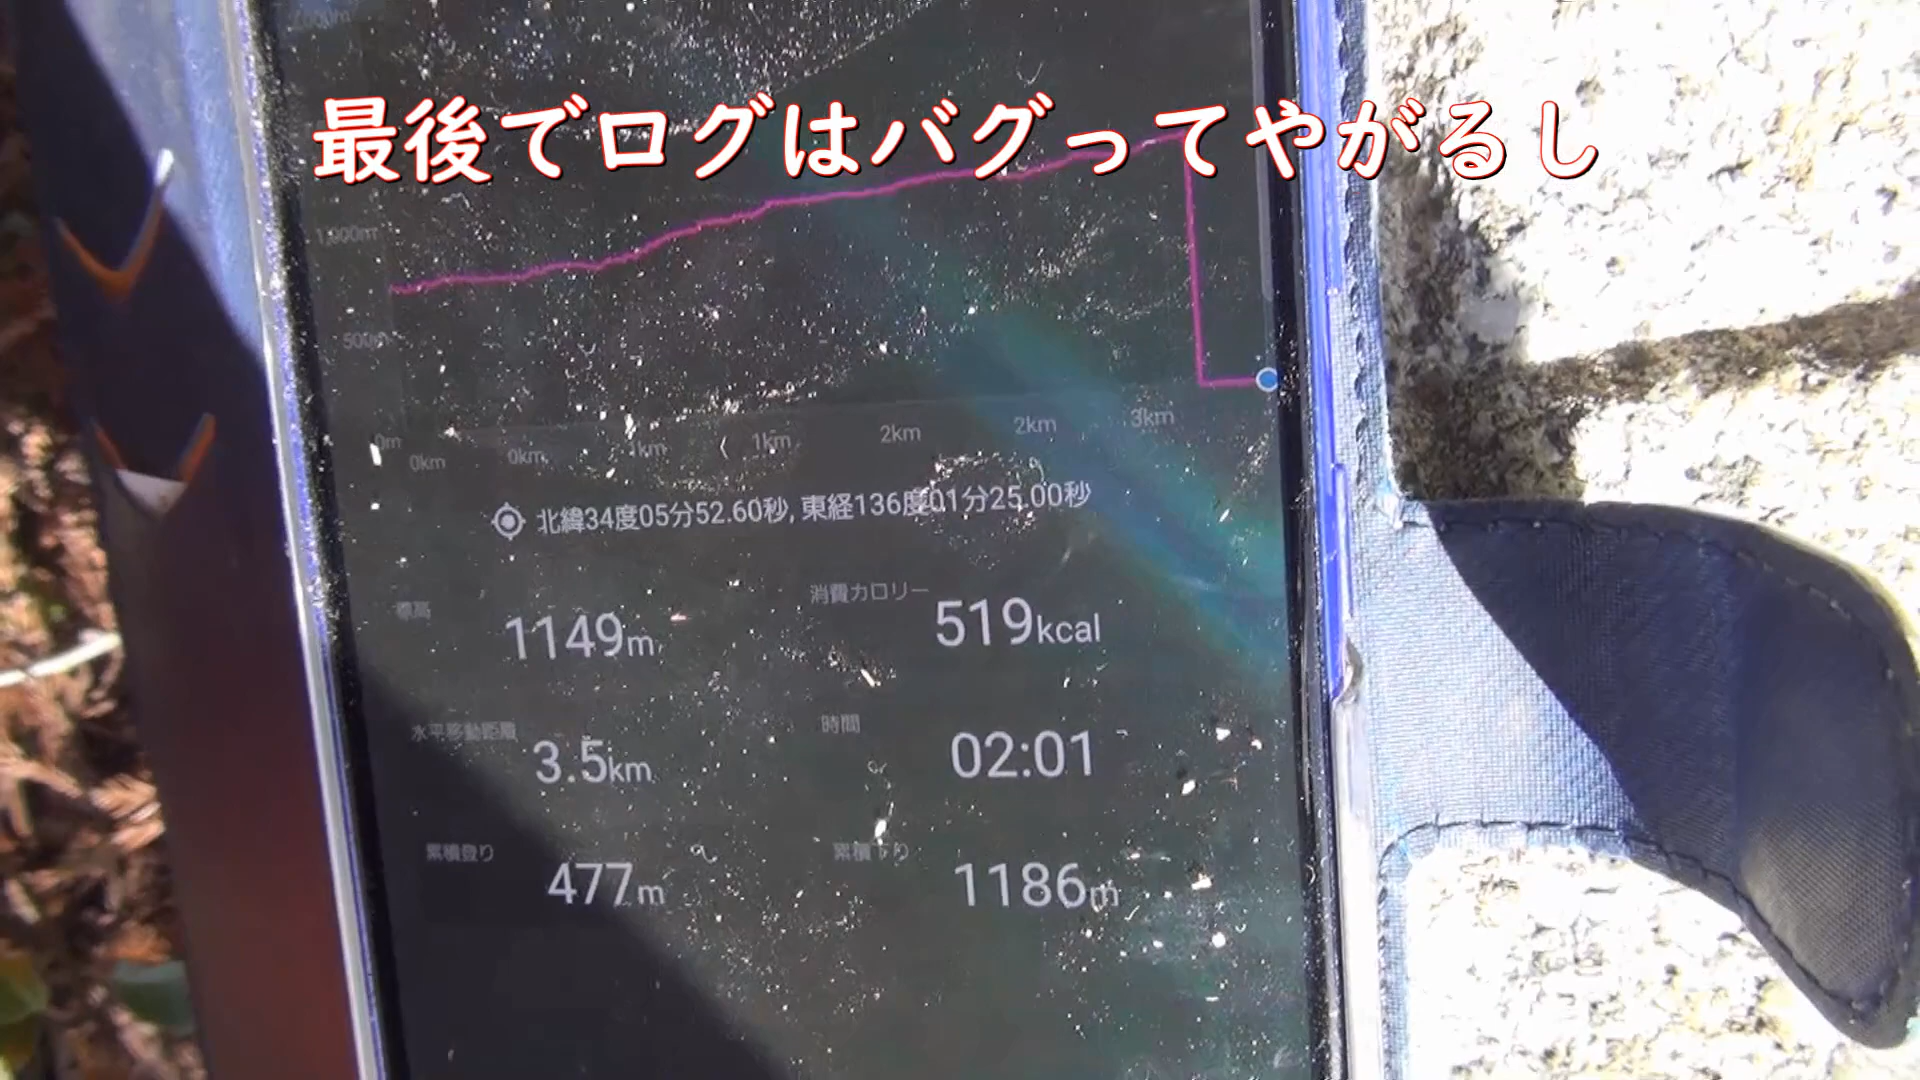 最後でログはバグってやがるし
1,000m
500m
0m
0km 0km 1km 1km 2km 2km 3km
北緯34度05分52.60秒, 東経136度01分25.00秒
標高 消費カロリー
1149m 519kcal
水平移動距離 時間
3.5km 02:01
累積登り 累積下り
477m 1186m